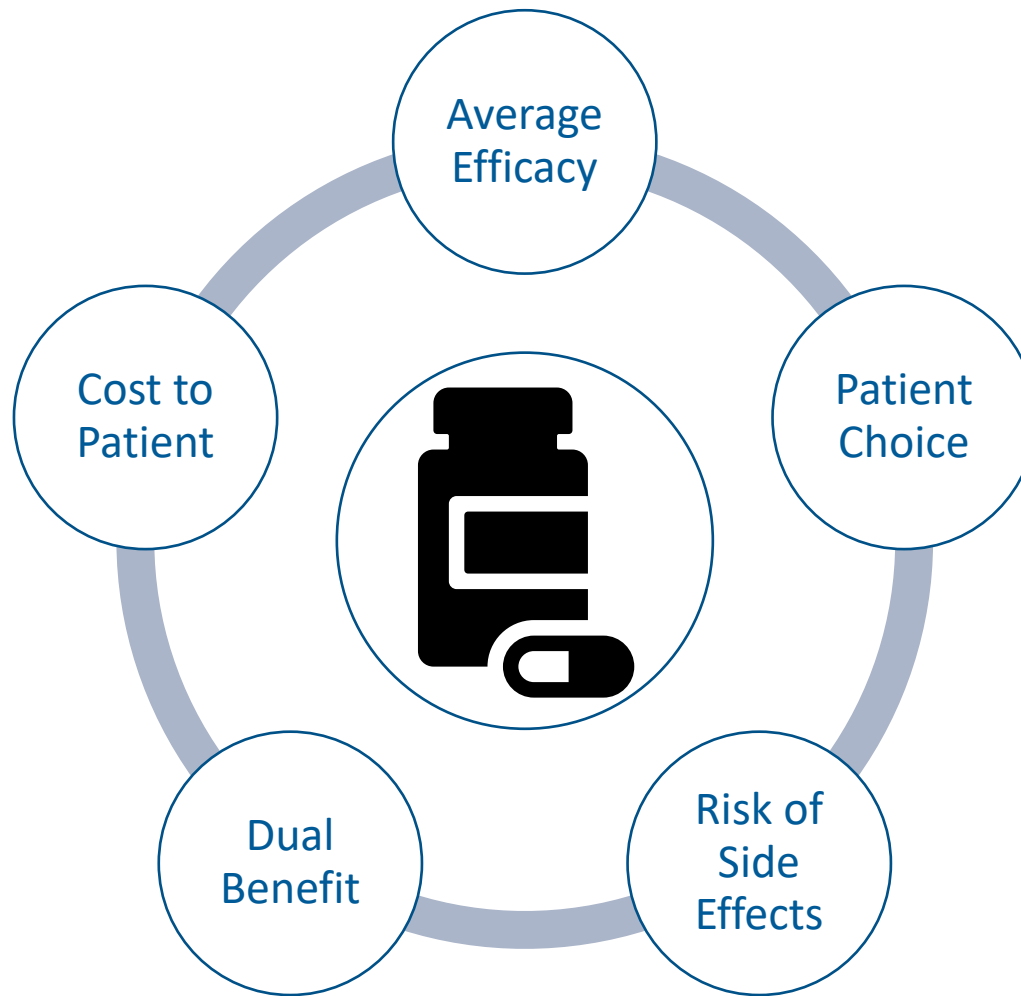 Average
Efficacy
Patient
Choice
Risk of
Side
Effects
Dual
Benefit
Cost to
Patient